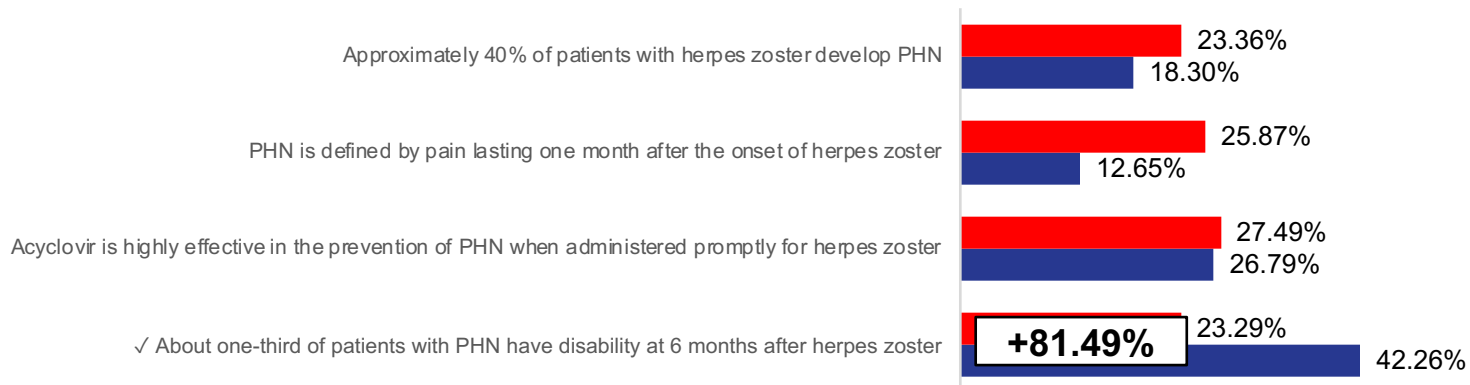 Approximately 40% of patients with herpes zoster develop PHN
23.36%
18.30%
PHN is defined by pain lasting one month after the onset of herpes zoster
25.87%
12.65%
Acyclovir is highly effective in the prevention of PHN when administered promptly for herpes zoster
27.49%
26.79%
✓ About one-third of patients with PHN have disability at 6 months after herpes zoster
+81.49%
23.29%
42.26%